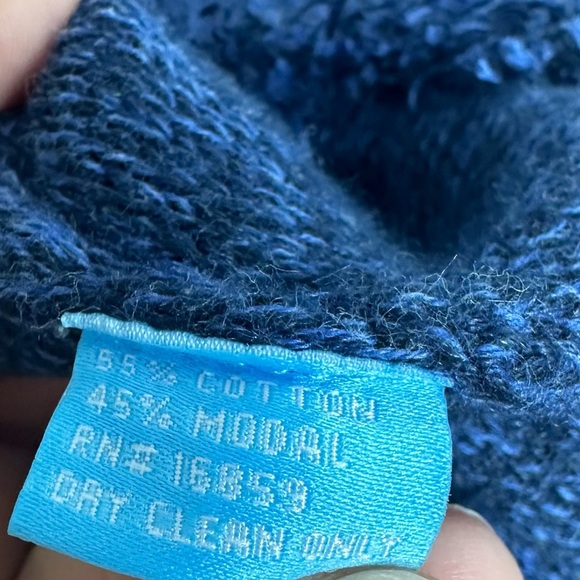 55% COTTON
45% MODAL
RN# 16859
DRY CLEAN ONLY